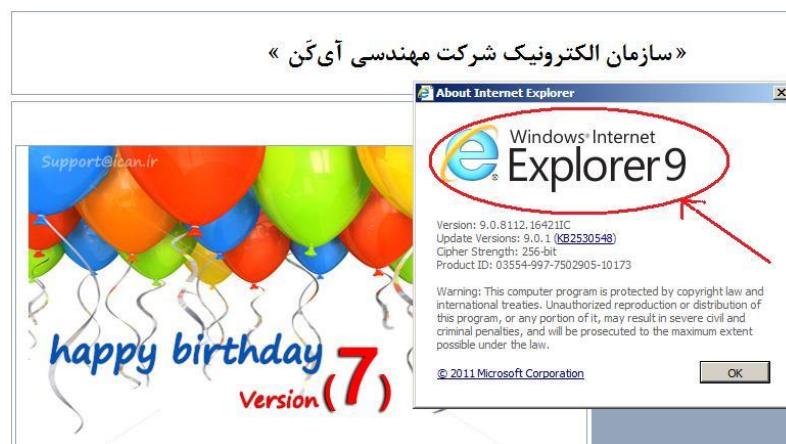 « سازمان الکترونیک شرکت مهندسی آی‌کَن »
About Internet Explorer
Windows® Internet
Explorer 9
Version: 9.0.8112.16421IC
Update Versions: 9.0.1 (KB2530548)
Cipher Strength: 256-bit
Product ID: 03554-997-7502905-10173
Warning: This computer program is protected by copyright law and
international treaties. Unauthorized reproduction or distribution of
this program, or any portion of it, may result in severe civil and
criminal penalties, and will be prosecuted to the maximum extent
possible under the law.
© 2011 Microsoft Corporation
OK
Support@ican.ir
happy birthday
Version (7)